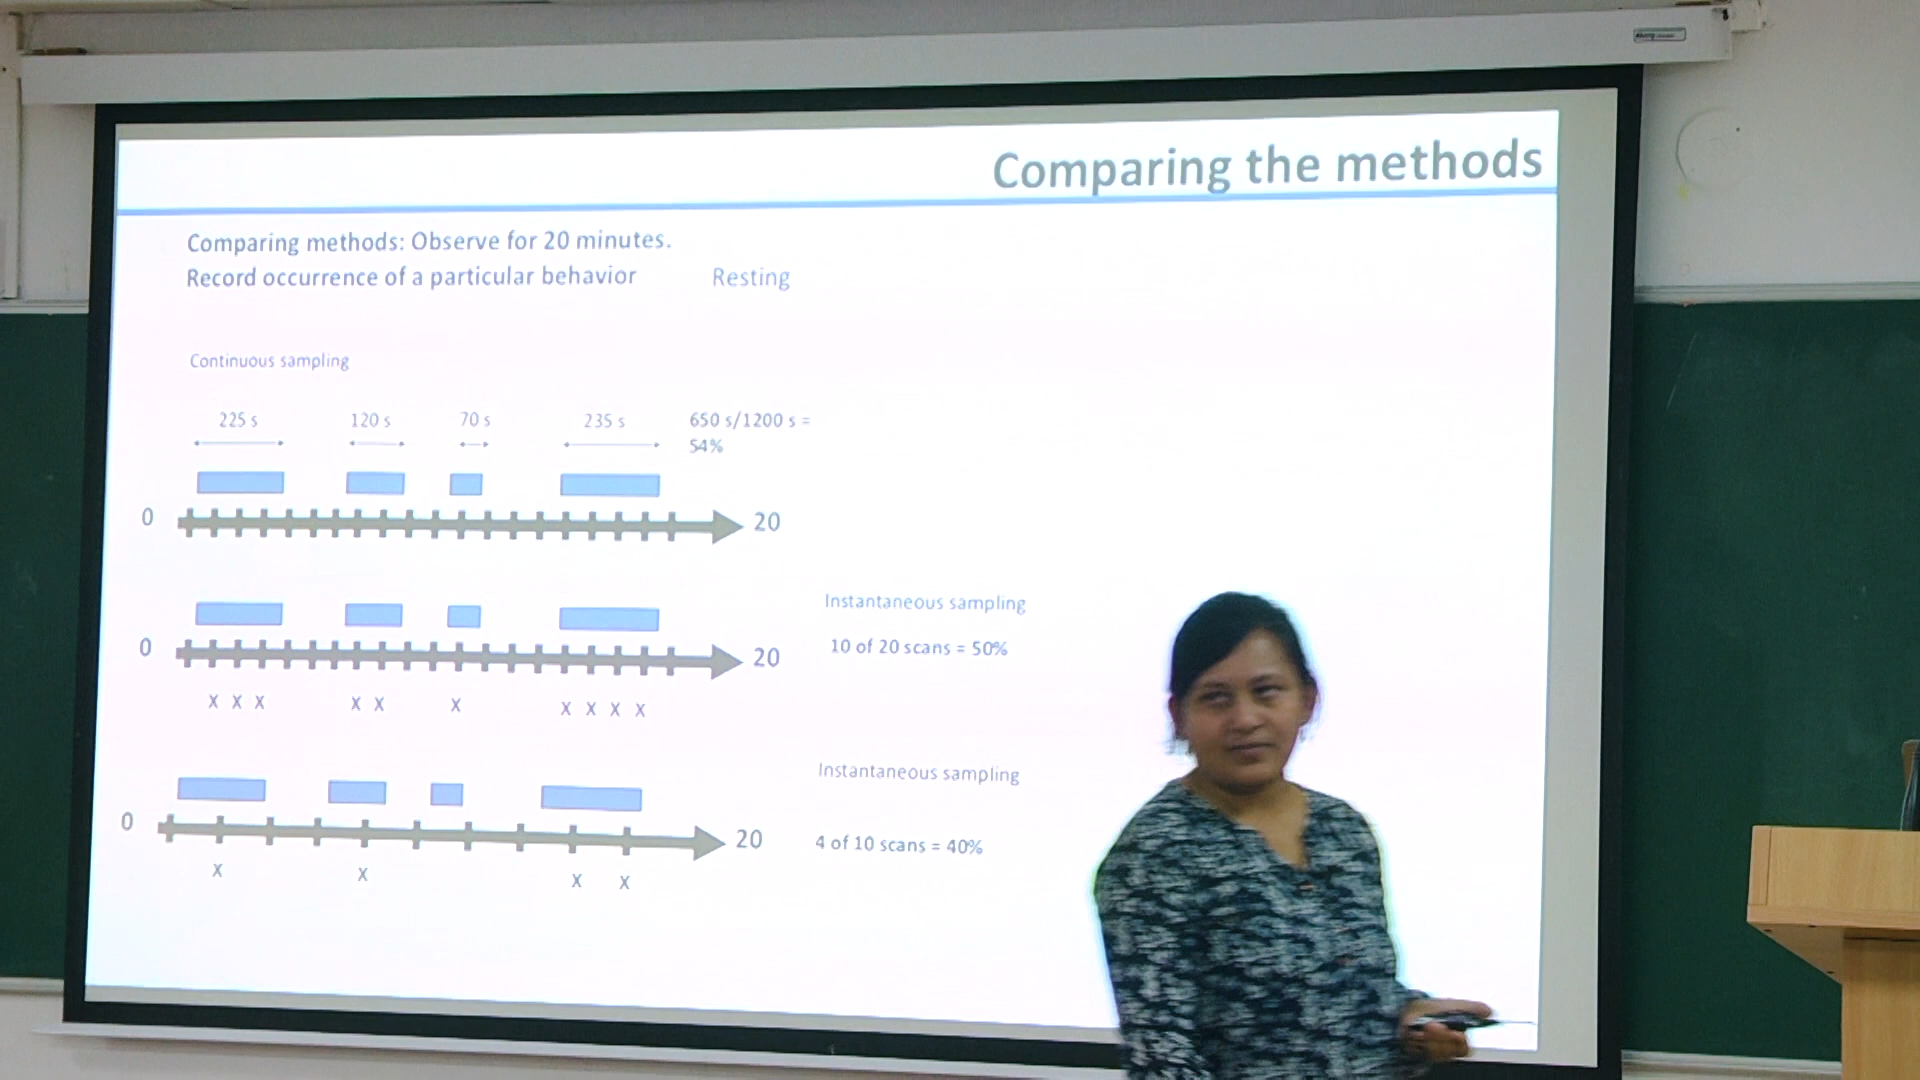 Comparing the methods
Comparing methods: Observe for 20 minutes.
Record occurrence of a particular behavior Resting
Continuous sampling
225 s 120 s 70 s 235 s 650 s/1200 s =
54%
0 20
Instantaneous sampling
10 of 20 scans = 50%
0 20
X X X X X X X X X X
Instantaneous sampling
4 of 10 scans = 40%
0 20
X X X X